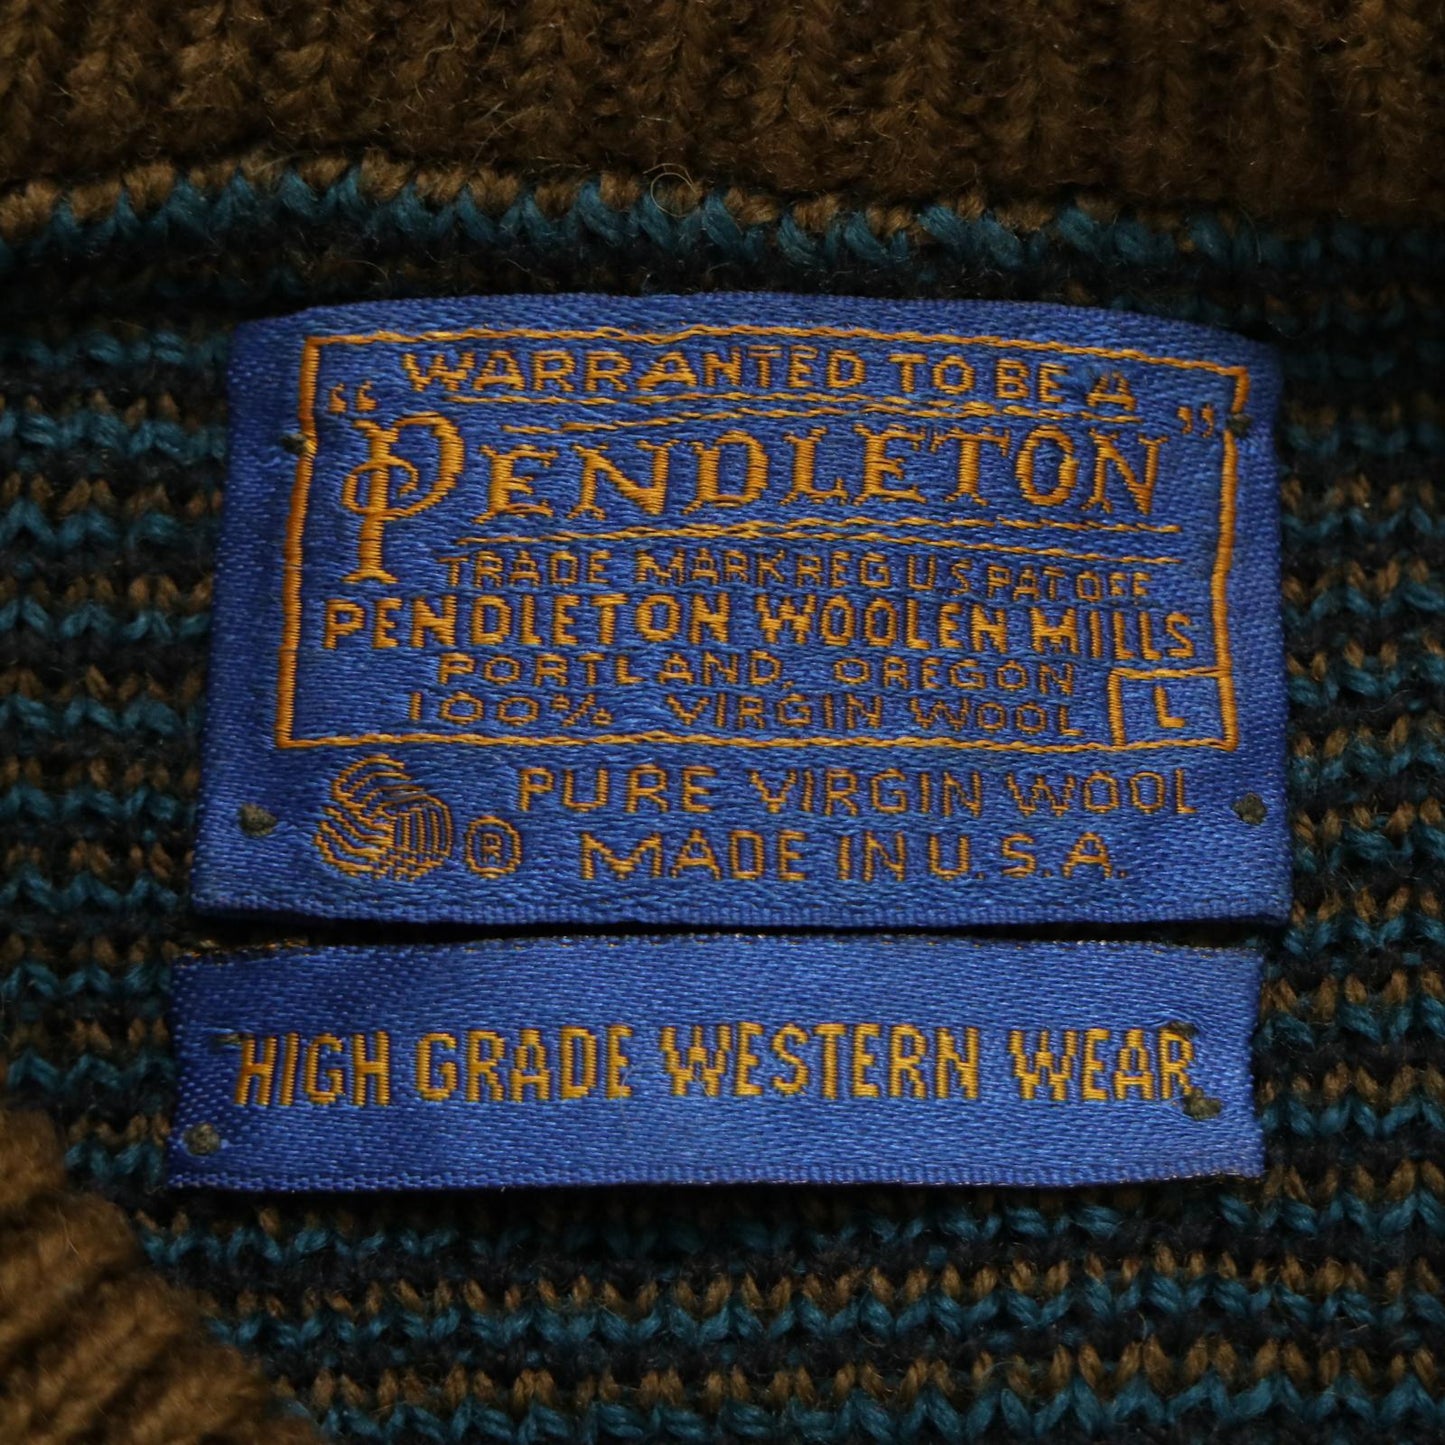 WARRANTED TO BE A
"PENDLETON"
TRADE MARK REG U.S. PAT OFF
PENDLETON WOOLEN MILLS
PORTLAND, OREGON
100% VIRGIN WOOL
L
® PURE VIRGIN WOOL
MADE IN U.S.A.
HIGH GRADE WESTERN WEAR